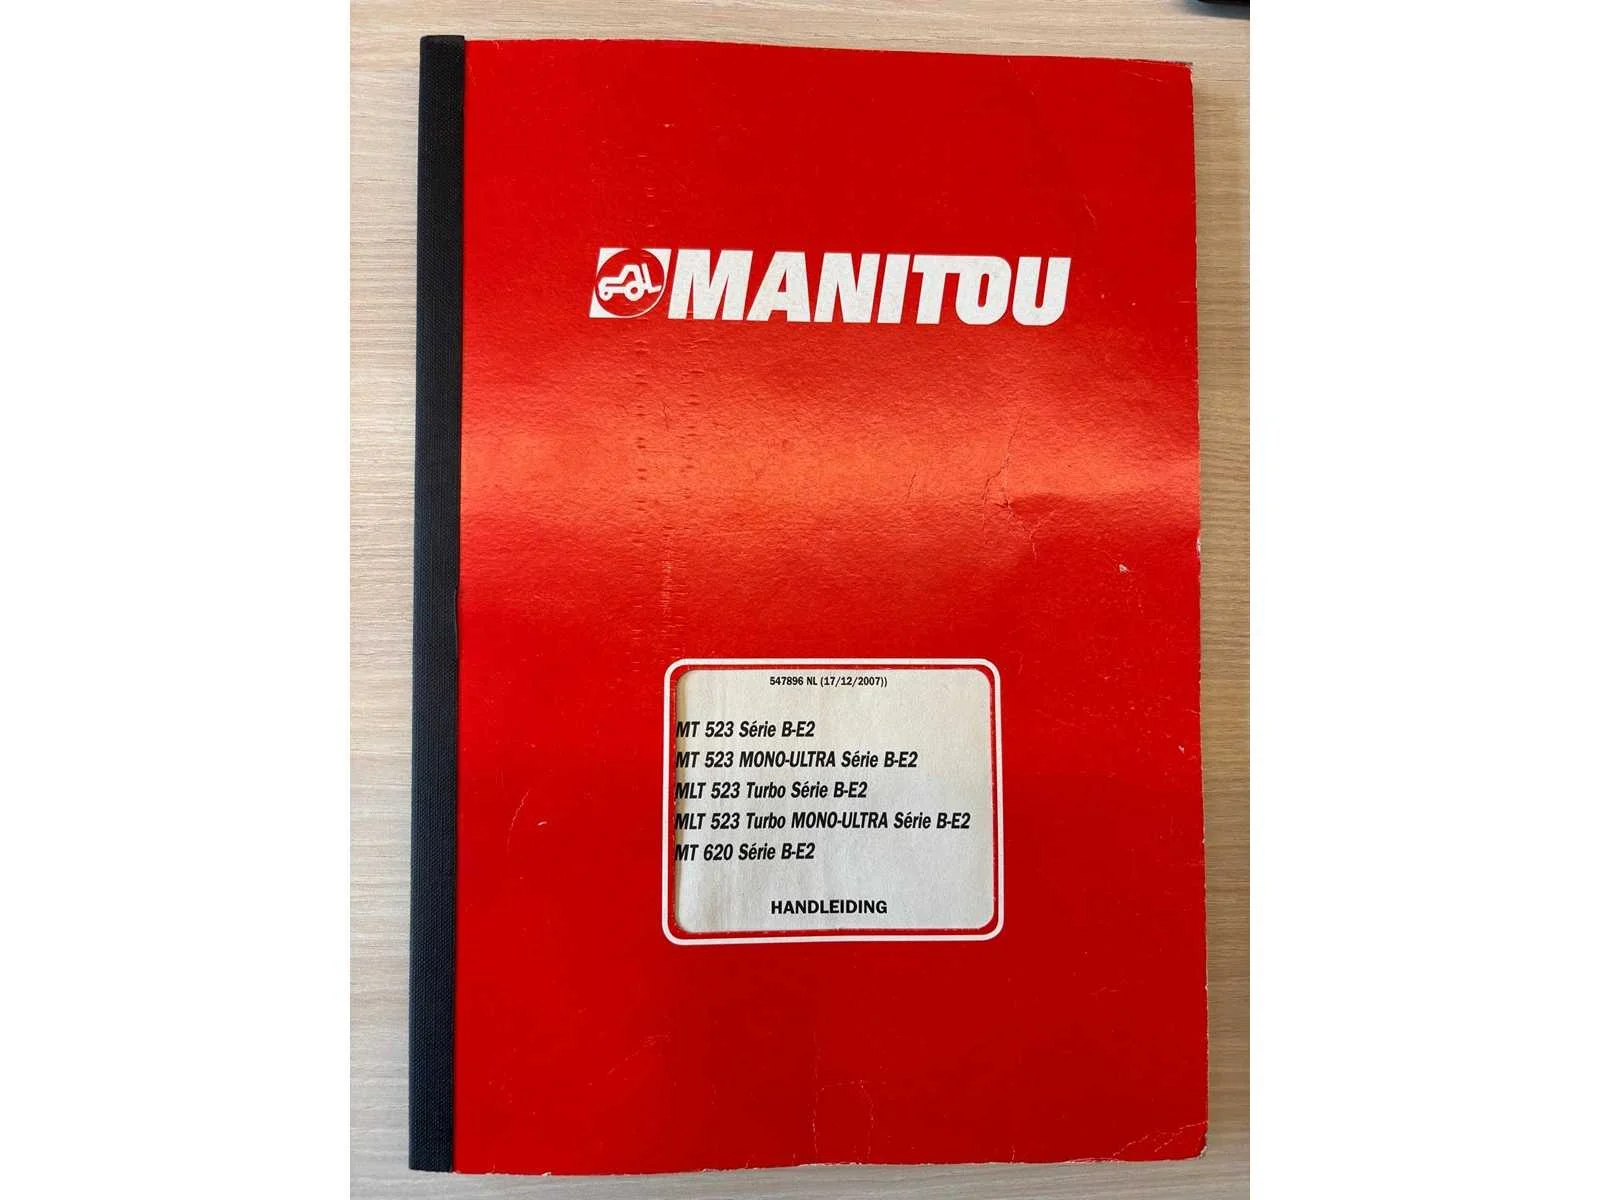 MANITOU
547896 NL (17/12/2007))
MT 523 Série B-E2
MT 523 MONO-ULTRA Série B-E2
MLT 523 Turbo Série B-E2
MLT 523 Turbo MONO-ULTRA Série B-E2
MT 620 Série B-E2
HANDLEIDING